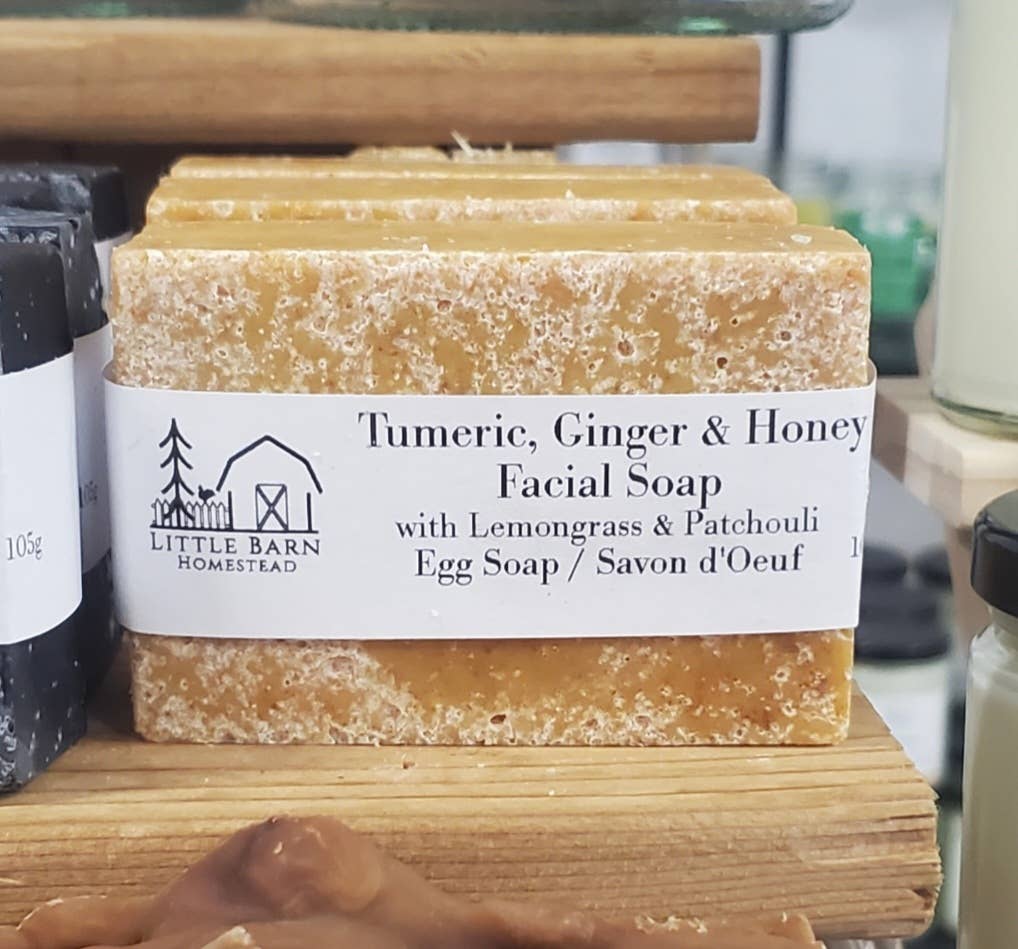 Tumeric, Ginger & Honey
Facial Soap
with Lemongrass & Patchouli
Egg Soap / Savon d'Oeuf
LITTLE BARN
HOMESTEAD
105g